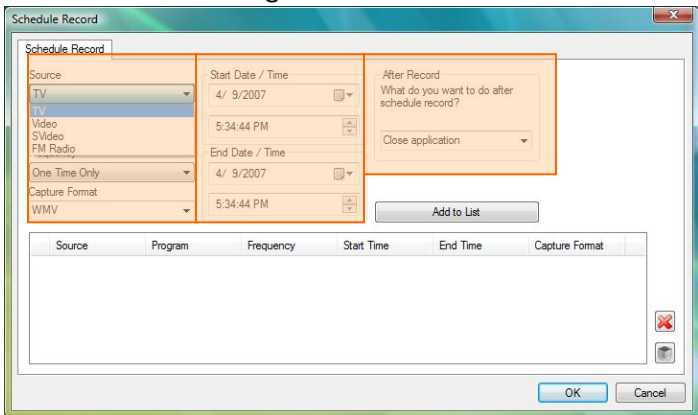 Schedule Record
Schedule Record
Source
TV
TV
Video
SVideo
FM Radio
One Time Only
Capture Format
WMV
Start Date / Time
4/ 9/2007
5:34:44 PM
End Date / Time
4/ 9/2007
5:34:44 PM
After Record
What do you want to do after
schedule record?
Close application
Add to List
Source Program Frequency Start Time End Time Capture Format
OK Cancel